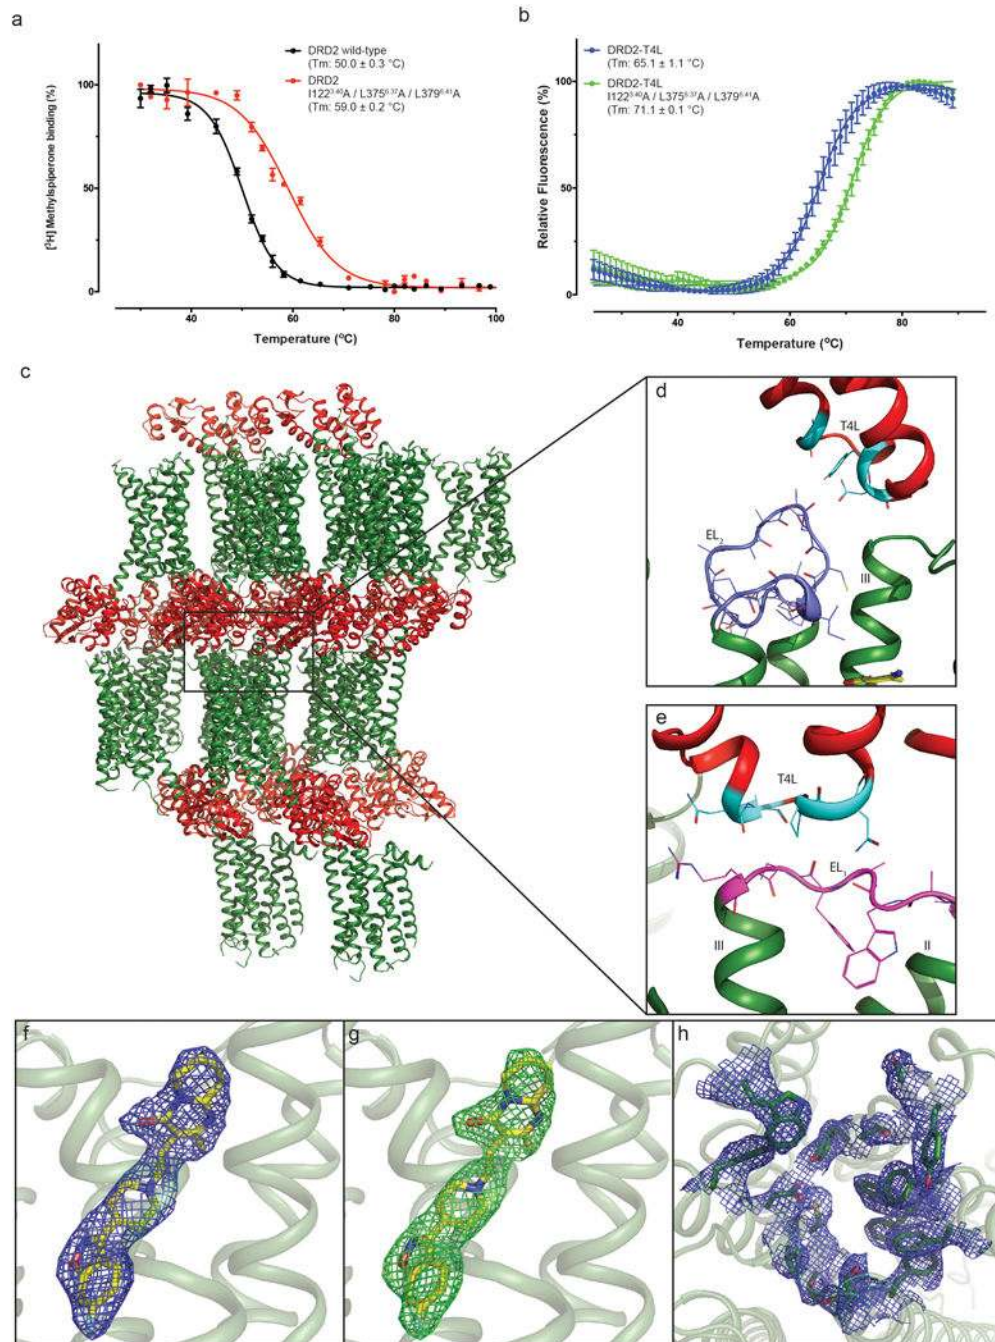 a
DRD2 wild-type
(Tm: 50.0 ± 0.3 °C)
DRD2
I122³·⁴⁰A / L375⁶·³⁷A / L379⁶·⁴¹A
(Tm: 59.0 ± 0.2 °C)
[³H] Methylspiperone binding (%)
100
50
0
40
60
80
100
Temperature (°C)
b
DRD2-T4L
(Tm: 65.1 ± 1.1 °C)
DRD2-T4L
I122³·⁴⁰A / L375⁶·³⁷A / L379⁶·⁴¹A
(Tm: 71.1 ± 0.1 °C)
Relative Fluorescence (%)
100
50
0
40
60
80
Temperature (°C)
c
d
T4L
EL₂
III
e
T4L
EL₁
III
II
f
g
h